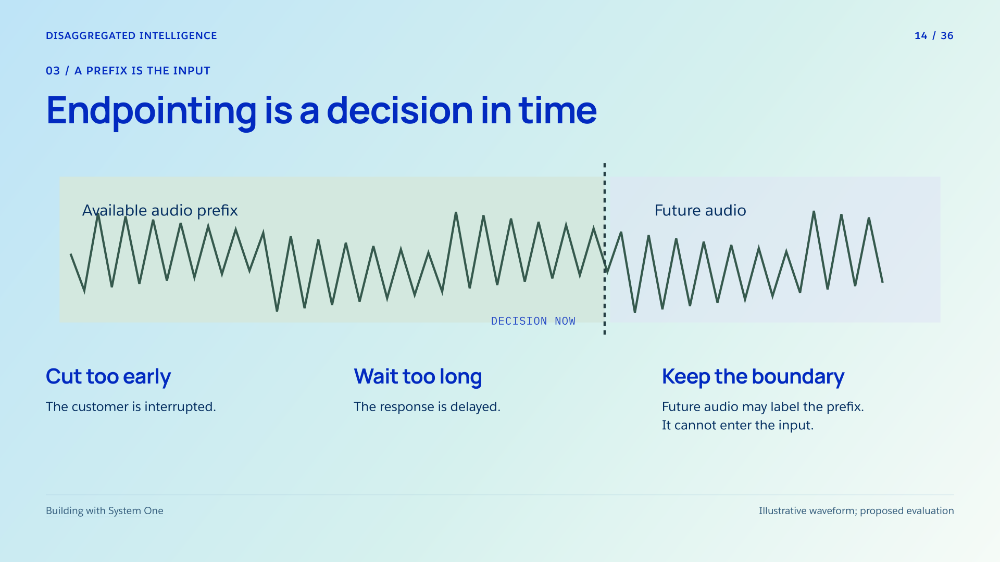 DISAGGREGATED INTELLIGENCE
14 / 36
03 / A PREFIX IS THE INPUT
Endpointing is a decision in time
Available audio prefix
Future audio
DECISION NOW
Cut too early
The customer is interrupted.
Wait too long
The response is delayed.
Keep the boundary
Future audio may label the prefix.
It cannot enter the input.
Building with System One
Illustrative waveform; proposed evaluation